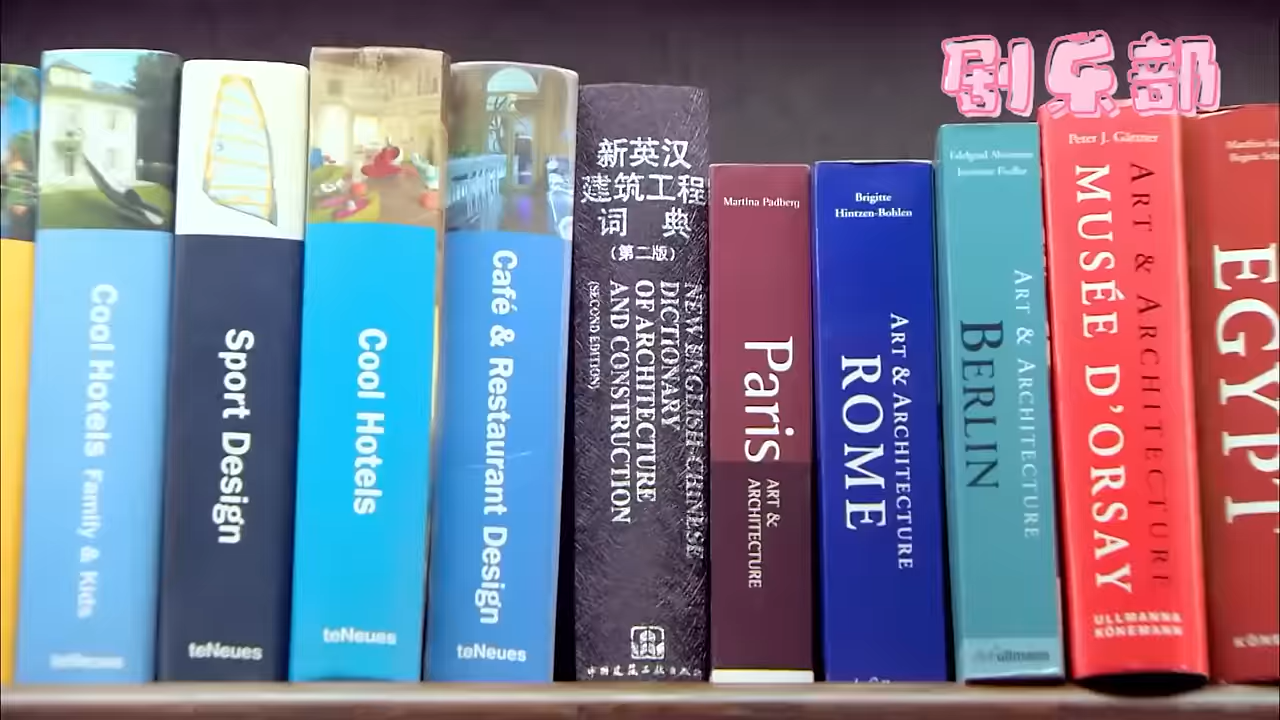 剧乐部
Cool Hotels Family & Kids
teNeues
Sport Design
teNeues
Cool Hotels
teNeues
Café & Restaurant Design
teNeues
新英汉
建筑工程
词 典
(第二版)
NEW ENGLISH-CHINESE
DICTIONARY
OF ARCHITECTURE
AND CONSTRUCTION
(SECOND EDITION)
Martina Padberg
Paris
ART &
ARCHITECTURE
Brigitte
Hintzen-Bohlen
ART & ARCHITECTURE
ROME
ART & ARCHITECTURE
BERLIN
ullmann
Peter J. Gärtner
ART & ARCHITECTURE
MUSÉE D'ORSAY
ULLMANN &
KÖNEMANN
EGYPT